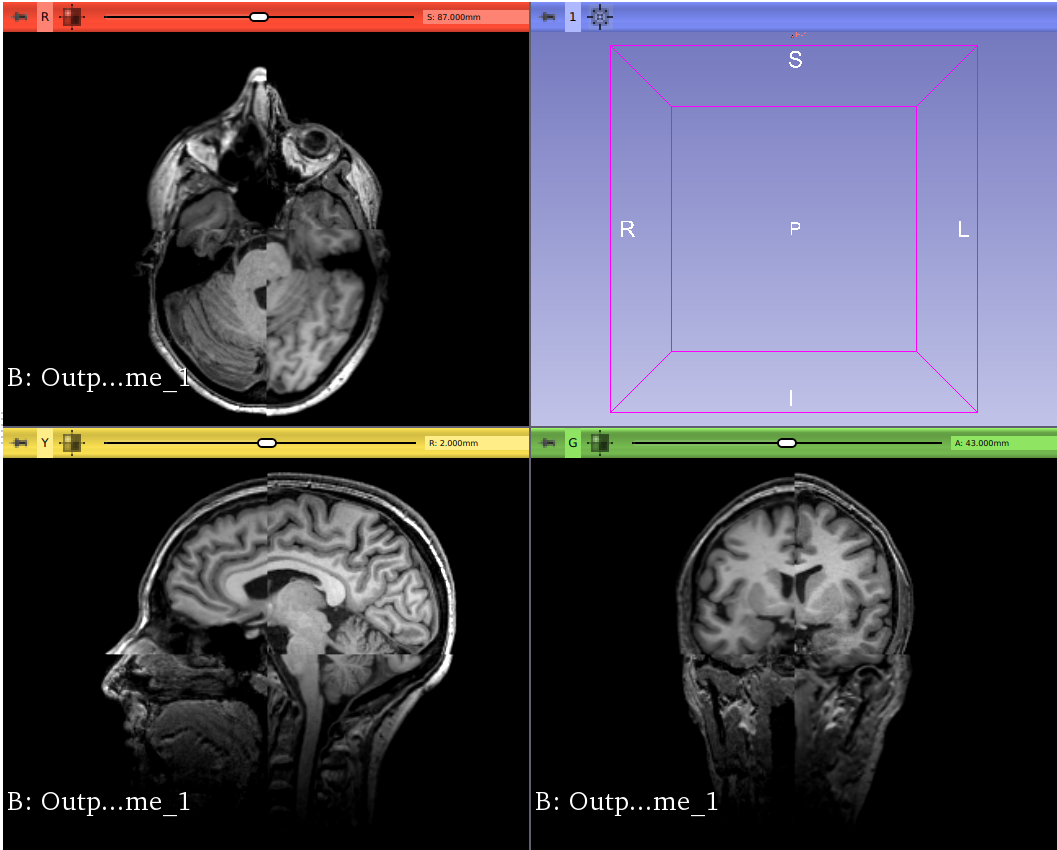 R
S: 87.000mm
1
S
R
P
L
I
B: Outp...me_1
Y
R: 2.000mm
G
A: 43.000mm
B: Outp...me_1
B: Outp...me_1